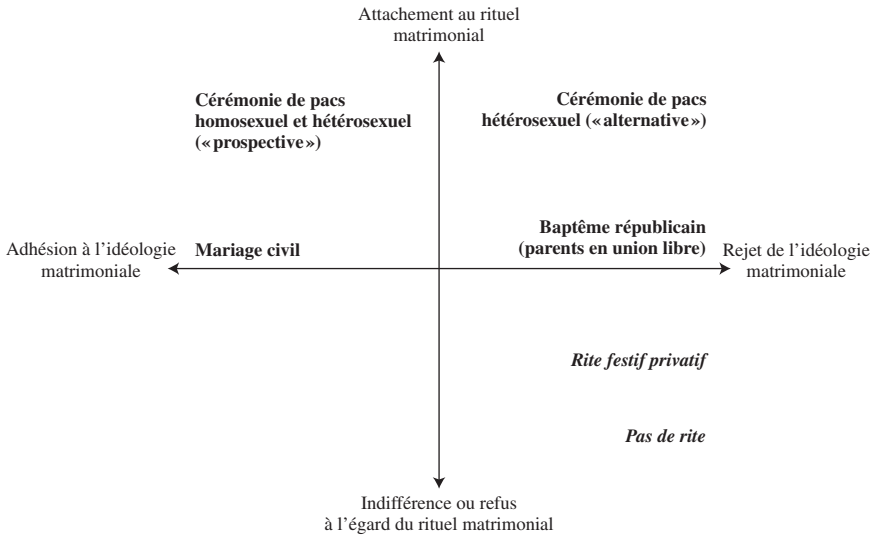 Attachement au rituel
matrimonial
Cérémonie de pacs
homosexuel et hétérosexuel
(«prospective»)
Cérémonie de pacs
hétérosexuel («alternative»)
Adhésion à l’idéologie
matrimoniale
Mariage civil
Baptême républicain
(parents en union libre)
Rejet de l’idéologie
matrimoniale
Rite festif privatif
Pas de rite
Indifférence ou refus
à l’égard du rituel matrimonial